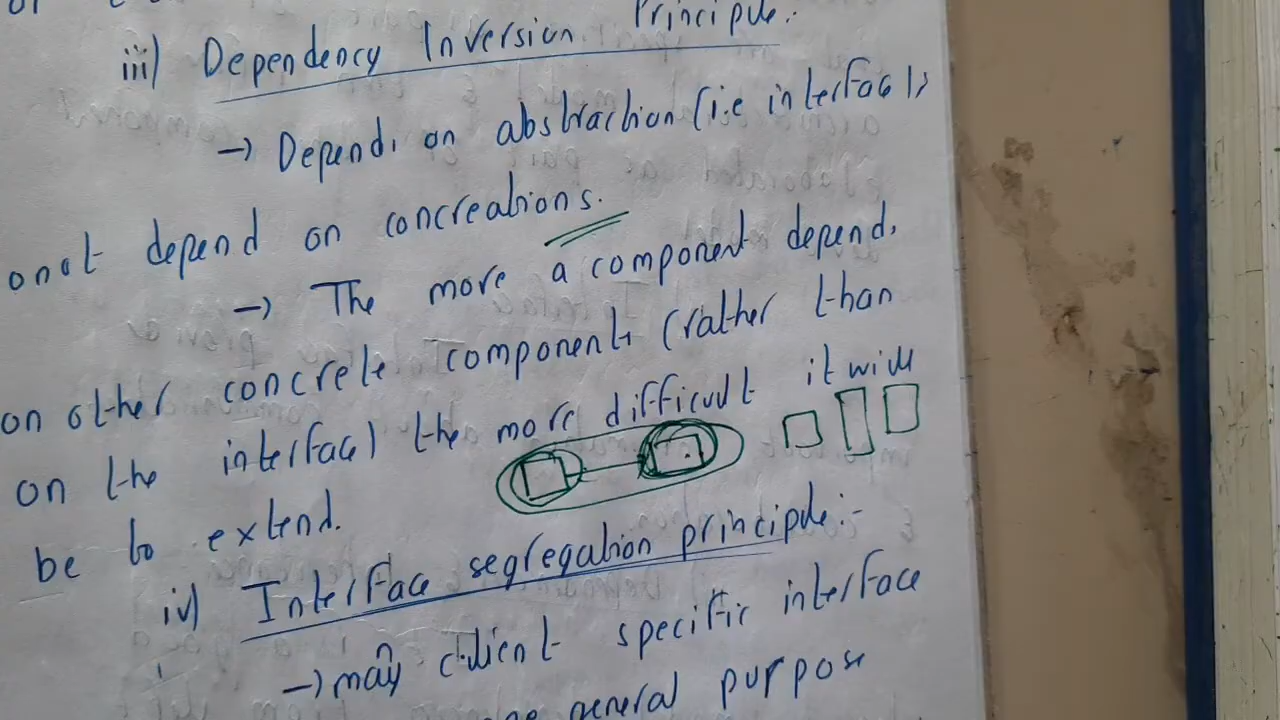 iii) Dependency Inversion Principle:-
→ Depends on abstraction (i.e interface),
onot depend on concreations.
→ The more a component depend,
on other concrete components (rather than
on the interface) the more difficult it will
be to extend.
iv) Interface segregation principle:-
→ many client specific interface
general purpose